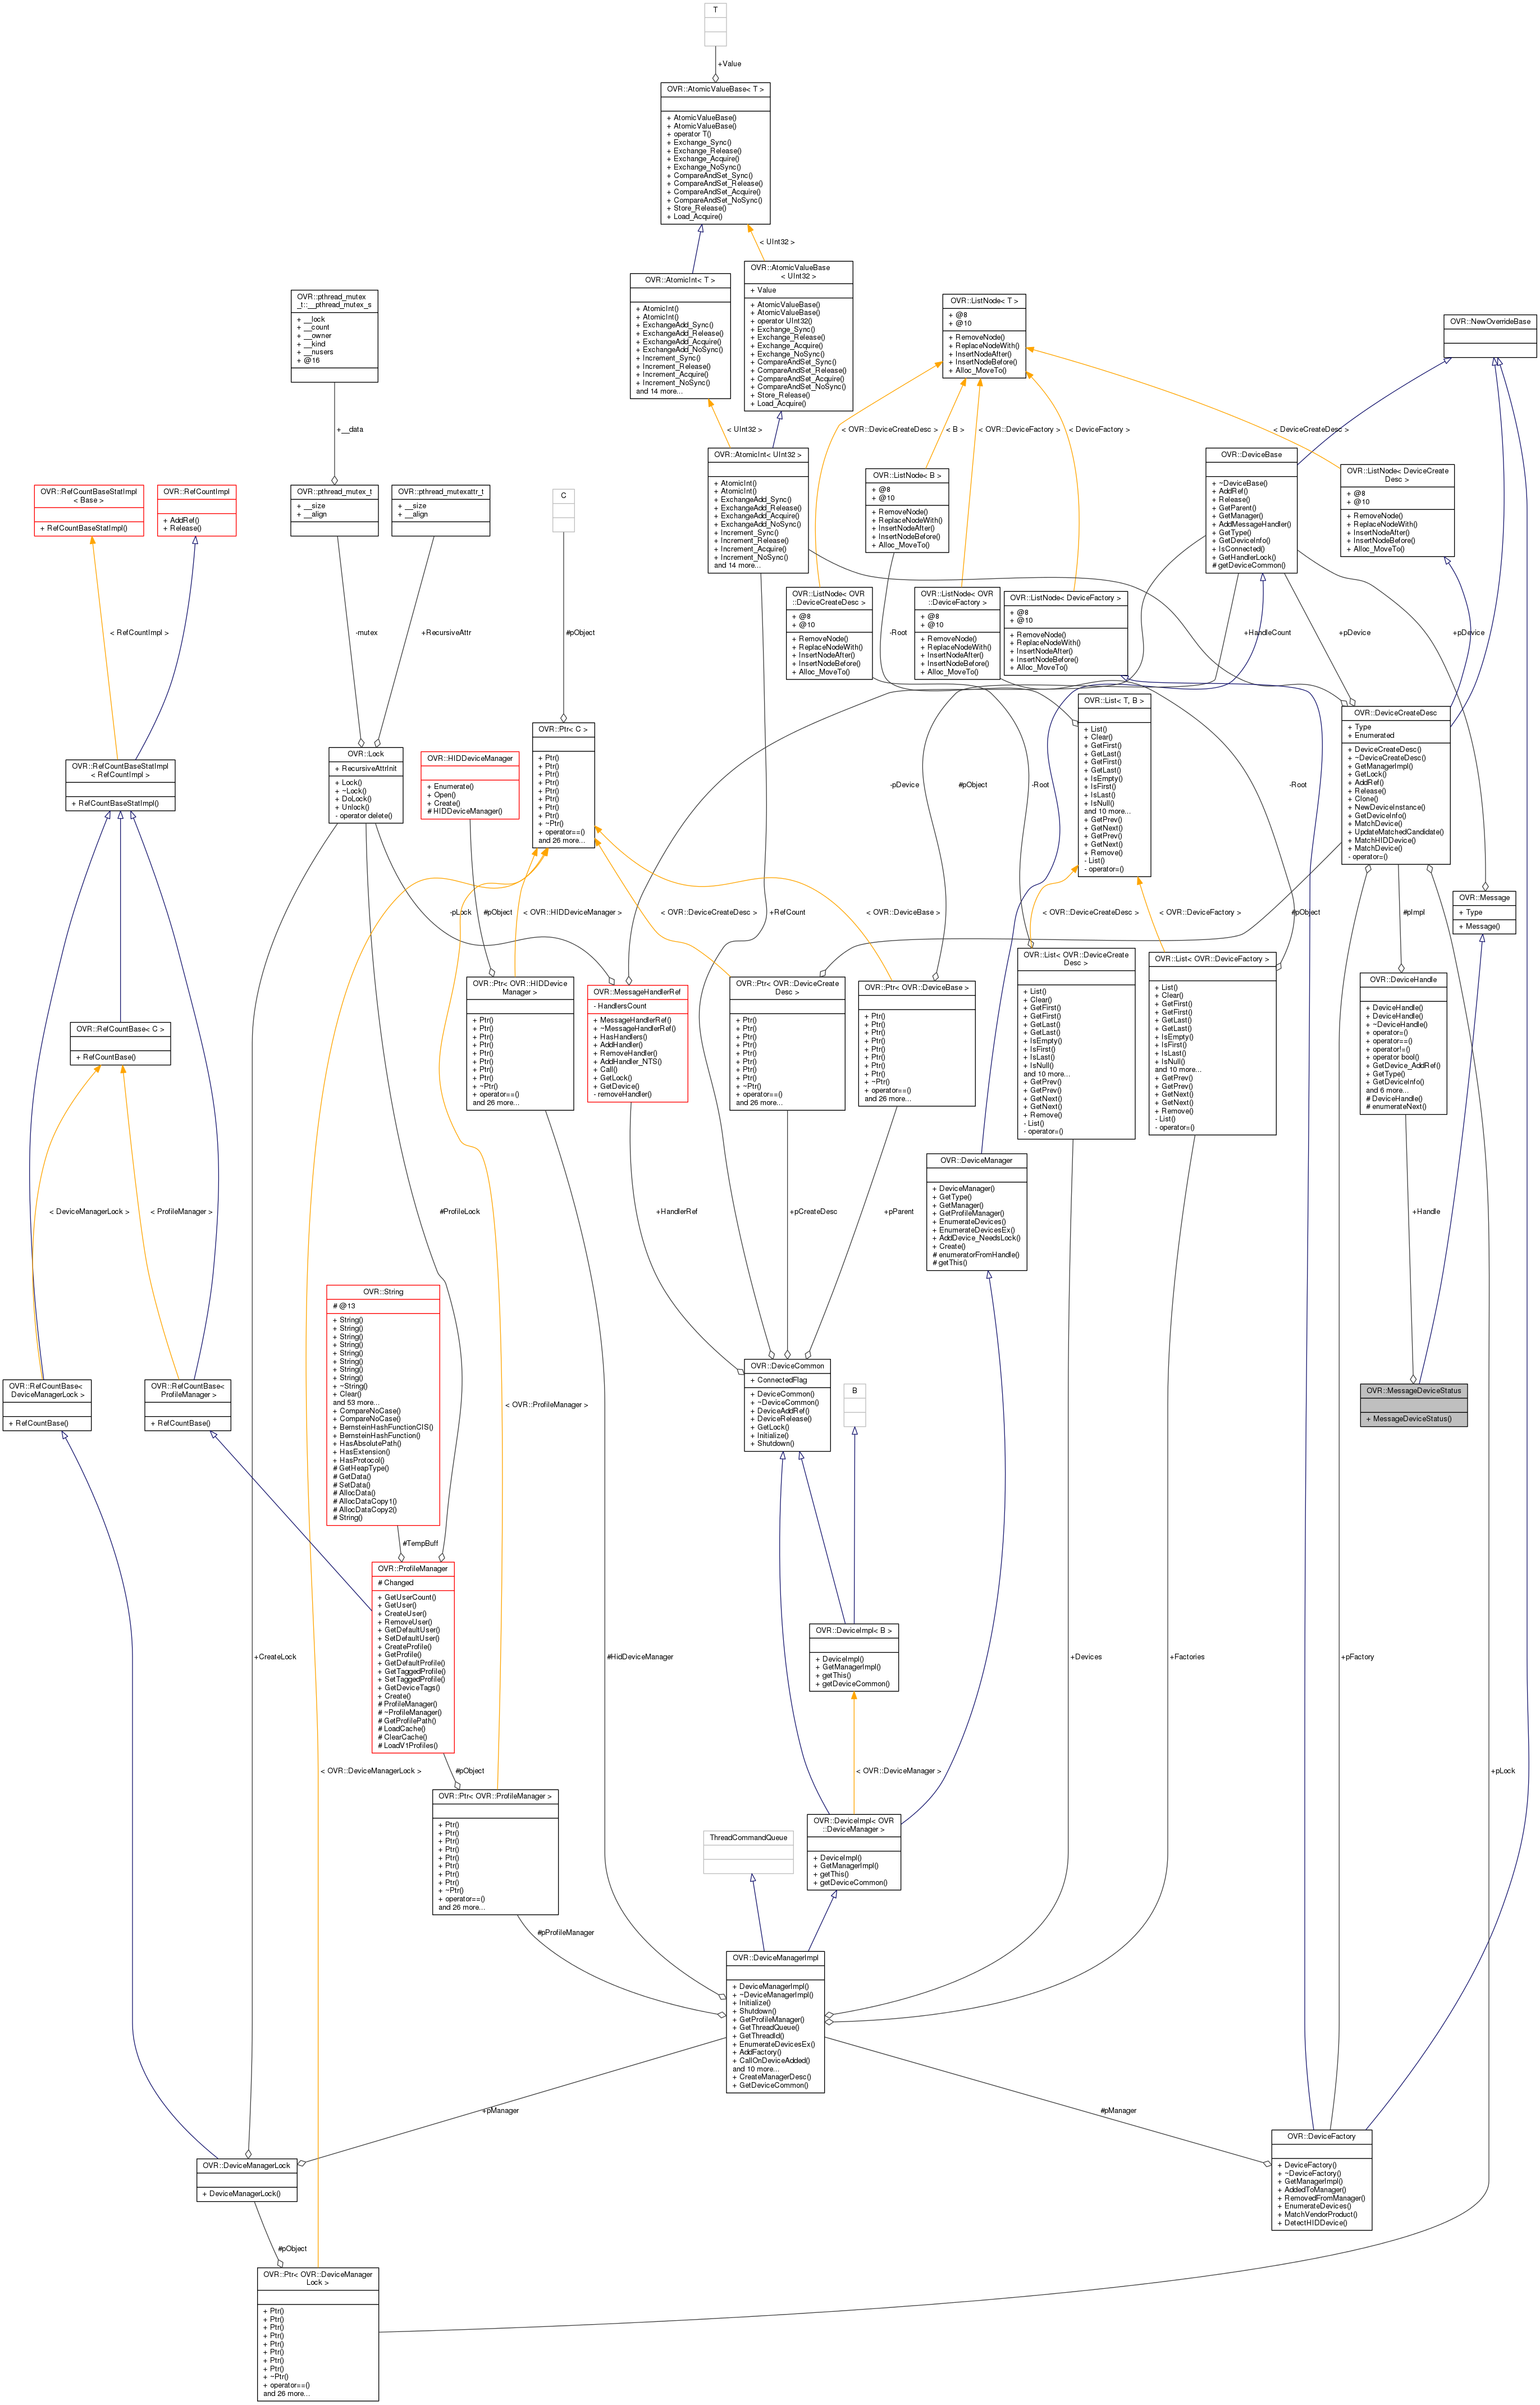 T
+Value
OVR::AtomicValueBase< T >
+ AtomicValueBase()
+ AtomicValueBase()
+ operator T()
+ Exchange_Sync()
+ Exchange_Release()
+ Exchange_Acquire()
+ Exchange_NoSync()
+ CompareAndSet_Sync()
+ CompareAndSet_Release()
+ CompareAndSet_Acquire()
+ CompareAndSet_NoSync()
+ Store_Release()
+ Load_Acquire()
< UInt32 >
OVR::AtomicInt< T >
+ AtomicInt()
+ AtomicInt()
+ ExchangeAdd_Sync()
+ ExchangeAdd_Release()
+ ExchangeAdd_Acquire()
+ ExchangeAdd_NoSync()
+ Increment_Sync()
+ Increment_Release()
+ Increment_Acquire()
+ Increment_NoSync()
and 14 more...
OVR::AtomicValueBase
< UInt32 >
+ Value
+ AtomicValueBase()
+ AtomicValueBase()
+ operator UInt32()
+ Exchange_Sync()
+ Exchange_Release()
+ Exchange_Acquire()
+ Exchange_NoSync()
+ CompareAndSet_Sync()
+ CompareAndSet_Release()
+ CompareAndSet_Acquire()
+ CompareAndSet_NoSync()
+ Store_Release()
+ Load_Acquire()
OVR::pthread_mutex
_t::__pthread_mutex_s
+ __lock
+ __count
+ __owner
+ __kind
+ __nusers
+ @16
OVR::ListNode< T >
+ @8
+ @10
+ RemoveNode()
+ ReplaceNodeWith()
+ InsertNodeAfter()
+ InsertNodeBefore()
+ Alloc_MoveTo()
OVR::NewOverrideBase
+__data
< UInt32 >
< OVR::DeviceCreateDesc >
< B >
< OVR::DeviceFactory >
< DeviceFactory >
< DeviceCreateDesc >
OVR::RefCountBaseStatImpl
< Base >
+ RefCountBaseStatImpl()
OVR::RefCountImpl
+ AddRef()
+ Release()
OVR::pthread_mutex_t
+ __size
+ __align
OVR::pthread_mutexattr_t
+ __size
+ __align
C
OVR::AtomicInt< UInt32 >
+ AtomicInt()
+ AtomicInt()
+ ExchangeAdd_Sync()
+ ExchangeAdd_Release()
+ ExchangeAdd_Acquire()
+ ExchangeAdd_NoSync()
+ Increment_Sync()
+ Increment_Release()
+ Increment_Acquire()
+ Increment_NoSync()
and 14 more...
OVR::ListNode< B >
+ @8
+ @10
+ RemoveNode()
+ ReplaceNodeWith()
+ InsertNodeAfter()
+ InsertNodeBefore()
+ Alloc_MoveTo()
OVR::DeviceBase
+ ~DeviceBase()
+ AddRef()
+ Release()
+ GetParent()
+ GetManager()
+ AddMessageHandler()
+ GetType()
+ GetDeviceInfo()
+ IsConnected()
+ GetHandlerLock()
# getDeviceCommon()
OVR::ListNode< DeviceCreate
Desc >
+ @8
+ @10
+ RemoveNode()
+ ReplaceNodeWith()
+ InsertNodeAfter()
+ InsertNodeBefore()
+ Alloc_MoveTo()
< RefCountImpl >
-mutex
+RecursiveAttr
#pObject
OVR::ListNode< OVR
::DeviceCreateDesc >
+ @8
+ @10
+ RemoveNode()
+ ReplaceNodeWith()
+ InsertNodeAfter()
+ InsertNodeBefore()
+ Alloc_MoveTo()
-Root
OVR::ListNode< OVR
::DeviceFactory >
+ @8
+ @10
+ RemoveNode()
+ ReplaceNodeWith()
+ InsertNodeAfter()
+ InsertNodeBefore()
+ Alloc_MoveTo()
OVR::ListNode< DeviceFactory >
+ @8
+ @10
+ RemoveNode()
+ ReplaceNodeWith()
+ InsertNodeAfter()
+ InsertNodeBefore()
+ Alloc_MoveTo()
+HandleCount
+pDevice
+pDevice
OVR::RefCountBaseStatImpl
< RefCountImpl >
+ RefCountBaseStatImpl()
OVR::Lock
+ RecursiveAttrInit
+ Lock()
+ ~Lock()
+ DoLock()
+ Unlock()
- operator delete()
OVR::HIDDeviceManager
+ Enumerate()
+ Open()
+ Create()
# HIDDeviceManager()
OVR::Ptr< C >
+ Ptr()
+ Ptr()
+ Ptr()
+ Ptr()
+ Ptr()
+ Ptr()
+ Ptr()
+ Ptr()
+ ~Ptr()
+ operator==()
and 26 more...
-pDevice
#pObject
-Root
OVR::List< T, B >
+ List()
+ Clear()
+ GetFirst()
+ GetLast()
+ GetFirst()
+ GetLast()
+ IsEmpty()
+ IsFirst()
+ IsLast()
+ IsNull()
and 10 more...
+ GetPrev()
+ GetNext()
+ GetPrev()
+ GetNext()
+ Remove()
- List()
- operator=()
-Root
OVR::DeviceCreateDesc
+ Type
+ Enumerated
+ DeviceCreateDesc()
+ ~DeviceCreateDesc()
+ GetManagerImpl()
+ GetLock()
+ AddRef()
+ Release()
+ Clone()
+ NewDeviceInstance()
+ GetDeviceInfo()
+ MatchDevice()
+ UpdateMatchedCandidate()
+ MatchHIDDevice()
+ MatchDevice()
- operator=()
-pLock
#pObject
< OVR::HIDDeviceManager >
< OVR::DeviceCreateDesc >
+RefCount
< OVR::DeviceBase >
< OVR::DeviceCreateDesc >
< OVR::DeviceFactory >
#pObject
#pImpl
OVR::Message
+ Type
+ Message()
OVR::RefCountBase< C >
+ RefCountBase()
OVR::Ptr< OVR::HIDDevice
Manager >
+ Ptr()
+ Ptr()
+ Ptr()
+ Ptr()
+ Ptr()
+ Ptr()
+ Ptr()
+ Ptr()
+ ~Ptr()
+ operator==()
and 26 more...
OVR::MessageHandlerRef
- HandlersCount
+ MessageHandlerRef()
+ ~MessageHandlerRef()
+ HasHandlers()
+ AddHandler()
+ RemoveHandler()
+ AddHandler_NTS()
+ Call()
+ GetLock()
+ GetDevice()
- removeHandler()
OVR::Ptr< OVR::DeviceCreate
Desc >
+ Ptr()
+ Ptr()
+ Ptr()
+ Ptr()
+ Ptr()
+ Ptr()
+ Ptr()
+ Ptr()
+ ~Ptr()
+ operator==()
and 26 more...
OVR::Ptr< OVR::DeviceBase >
+ Ptr()
+ Ptr()
+ Ptr()
+ Ptr()
+ Ptr()
+ Ptr()
+ Ptr()
+ Ptr()
+ ~Ptr()
+ operator==()
and 26 more...
OVR::List< OVR::DeviceCreate
Desc >
+ List()
+ Clear()
+ GetFirst()
+ GetFirst()
+ GetLast()
+ GetLast()
+ IsEmpty()
+ IsFirst()
+ IsLast()
+ IsNull()
and 10 more...
+ GetPrev()
+ GetPrev()
+ GetNext()
+ GetNext()
+ Remove()
- List()
- operator=()
OVR::List< OVR::DeviceFactory >
+ List()
+ Clear()
+ GetFirst()
+ GetFirst()
+ GetLast()
+ GetLast()
+ IsEmpty()
+ IsFirst()
+ IsLast()
+ IsNull()
and 10 more...
+ GetPrev()
+ GetPrev()
+ GetNext()
+ GetNext()
+ Remove()
- List()
- operator=()
OVR::DeviceHandle
+ DeviceHandle()
+ DeviceHandle()
+ ~DeviceHandle()
+ operator=()
+ operator==()
+ operator!=()
+ operator bool()
+ GetDevice_AddRef()
+ GetType()
+ GetDeviceInfo()
and 6 more...
# DeviceHandle()
# enumerateNext()
< DeviceManagerLock >
< ProfileManager >
#ProfileLock
+HandlerRef
+pCreateDesc
+pParent
OVR::DeviceManager
+ DeviceManager()
+ GetType()
+ GetManager()
+ GetProfileManager()
+ EnumerateDevices()
+ EnumerateDevicesEx()
+ AddDevice_NeedsLock()
+ Create()
# enumeratorFromHandle()
# getThis()
+Handle
OVR::String
# @13
+ String()
+ String()
+ String()
+ String()
+ String()
+ String()
+ String()
+ String()
+ ~String()
+ Clear()
and 53 more...
+ CompareNoCase()
+ CompareNoCase()
+ BernsteinHashFunctionCIS()
+ BernsteinHashFunction()
+ HasAbsolutePath()
+ HasExtension()
+ HasProtocol()
# GetHeapType()
# GetData()
# SetData()
# AllocData()
# AllocDataCopy1()
# AllocDataCopy2()
# String()
OVR::RefCountBase<
DeviceManagerLock >
+ RefCountBase()
OVR::RefCountBase<
ProfileManager >
+ RefCountBase()
< OVR::ProfileManager >
OVR::DeviceCommon
+ ConnectedFlag
+ DeviceCommon()
+ ~DeviceCommon()
+ DeviceAddRef()
+ DeviceRelease()
+ GetLock()
+ Initialize()
+ Shutdown()
B
OVR::MessageDeviceStatus
+ MessageDeviceStatus()
#TempBuff
OVR::ProfileManager
# Changed
+ GetUserCount()
+ GetUser()
+ CreateUser()
+ RemoveUser()
+ GetDefaultUser()
+ SetDefaultUser()
+ CreateProfile()
+ GetProfile()
+ GetDefaultProfile()
+ GetTaggedProfile()
+ SetTaggedProfile()
+ GetDeviceTags()
+ Create()
# ProfileManager()
# ~ProfileManager()
# GetProfilePath()
# LoadCache()
# ClearCache()
# LoadV1Profiles()
+CreateLock
#HidDeviceManager
OVR::DeviceImpl< B >
+ DeviceImpl()
+ GetManagerImpl()
+ getThis()
+ getDeviceCommon()
+Devices
+Factories
+pFactory
< OVR::DeviceManagerLock >
#pObject
< OVR::DeviceManager >
+pLock
OVR::Ptr< OVR::ProfileManager >
+ Ptr()
+ Ptr()
+ Ptr()
+ Ptr()
+ Ptr()
+ Ptr()
+ Ptr()
+ Ptr()
+ ~Ptr()
+ operator==()
and 26 more...
ThreadCommandQueue
OVR::DeviceImpl< OVR
::DeviceManager >
+ DeviceImpl()
+ GetManagerImpl()
+ getThis()
+ getDeviceCommon()
#pProfileManager
OVR::DeviceManagerImpl
+ DeviceManagerImpl()
+ ~DeviceManagerImpl()
+ Initialize()
+ Shutdown()
+ GetProfileManager()
+ GetThreadQueue()
+ GetThreadId()
+ EnumerateDevicesEx()
+ AddFactory()
+ CallOnDeviceAdded()
and 10 more...
+ CreateManagerDesc()
+ GetDeviceCommon()
+pManager
#pManager
OVR::DeviceManagerLock
+ DeviceManagerLock()
OVR::DeviceFactory
+ DeviceFactory()
+ ~DeviceFactory()
+ GetManagerImpl()
+ AddedToManager()
+ RemovedFromManager()
+ EnumerateDevices()
+ MatchVendorProduct()
+ DetectHIDDevice()
#pObject
OVR::Ptr< OVR::DeviceManager
Lock >
+ Ptr()
+ Ptr()
+ Ptr()
+ Ptr()
+ Ptr()
+ Ptr()
+ Ptr()
+ Ptr()
+ ~Ptr()
+ operator==()
and 26 more...